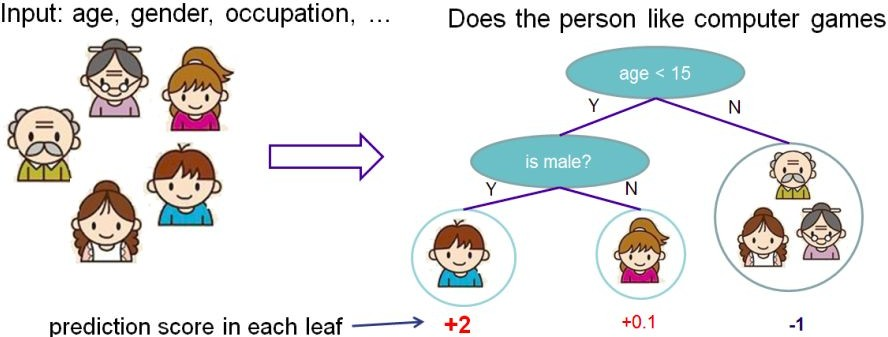 Input: age, gender, occupation, …
Does the person like computer games
age < 15
Y
N
is male?
Y
N
prediction score in each leaf
+2
+0.1
-1